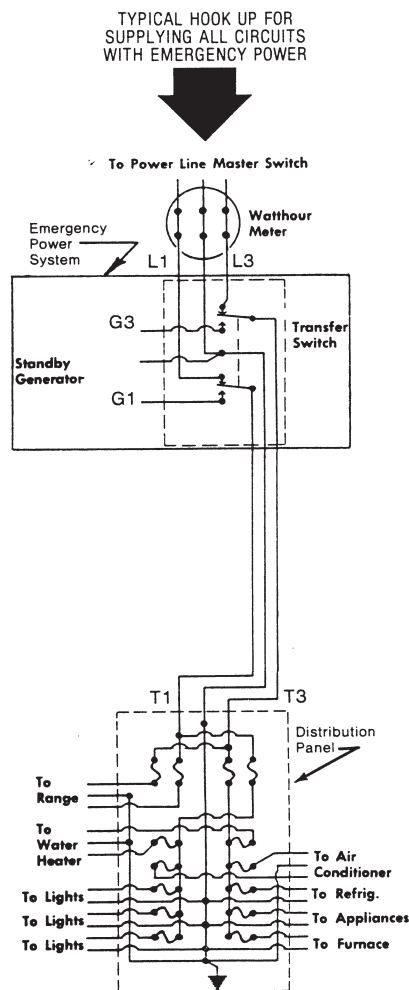 TYPICAL HOOK UP FOR
SUPPLYING ALL CIRCUITS
WITH EMERGENCY POWER
To Power Line Master Switch
Watthour
Meter
Emergency
Power
System
L1
L3
G3
Transfer
Switch
Standby
Generator
G1
T1
T3
Distribution
Panel
To
Range
To
Water
Heater
To Air
Conditioner
To Lights
To Refrig.
To Lights
To Appliances
To Lights
To Furnace